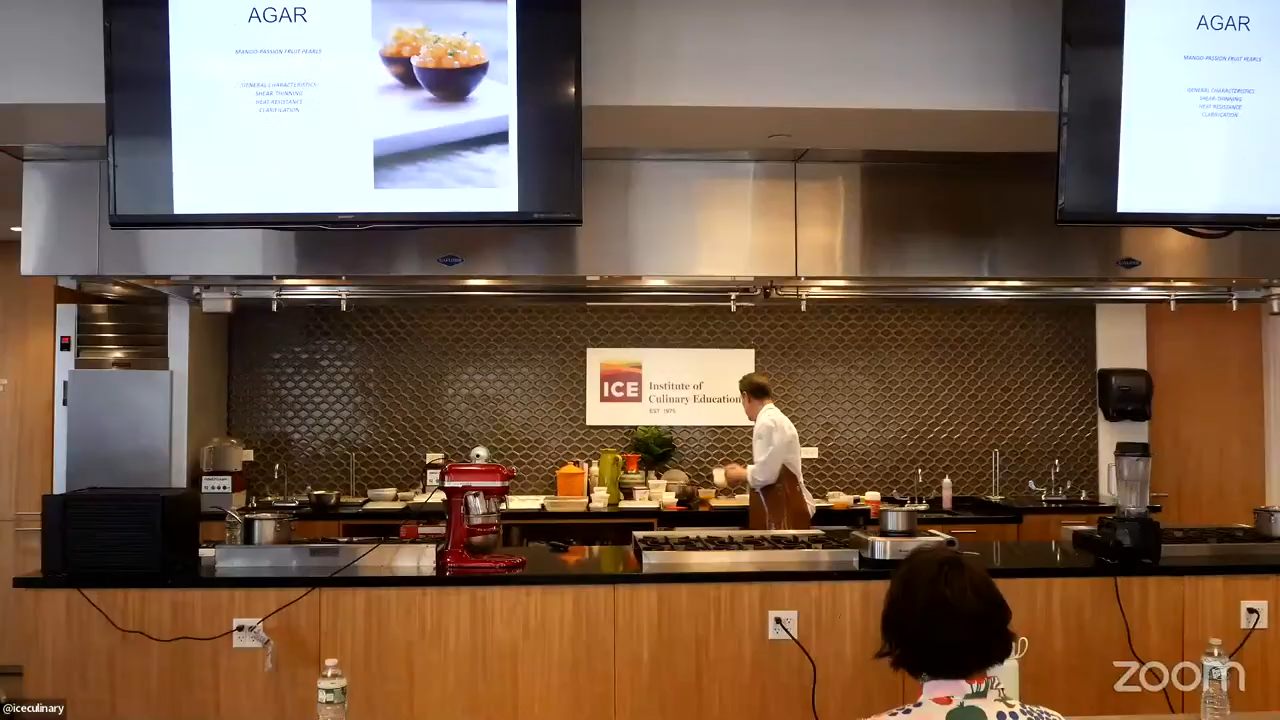 AGAR
MANGO-PASSION FRUIT PEARLS
GENERAL CHARACTERISTICS:
SHEAR-THINNING
HEAT RESISTANCE
CLARIFICATION
AGAR
MANGO-PASSION FRUIT PEARLS
GENERAL CHARACTERISTICS:
SHEAR-THINNING
HEAT RESISTANCE
CLARIFICATION
ICE
Institute of
Culinary Education
EST 1975
zoom
@iceculinary